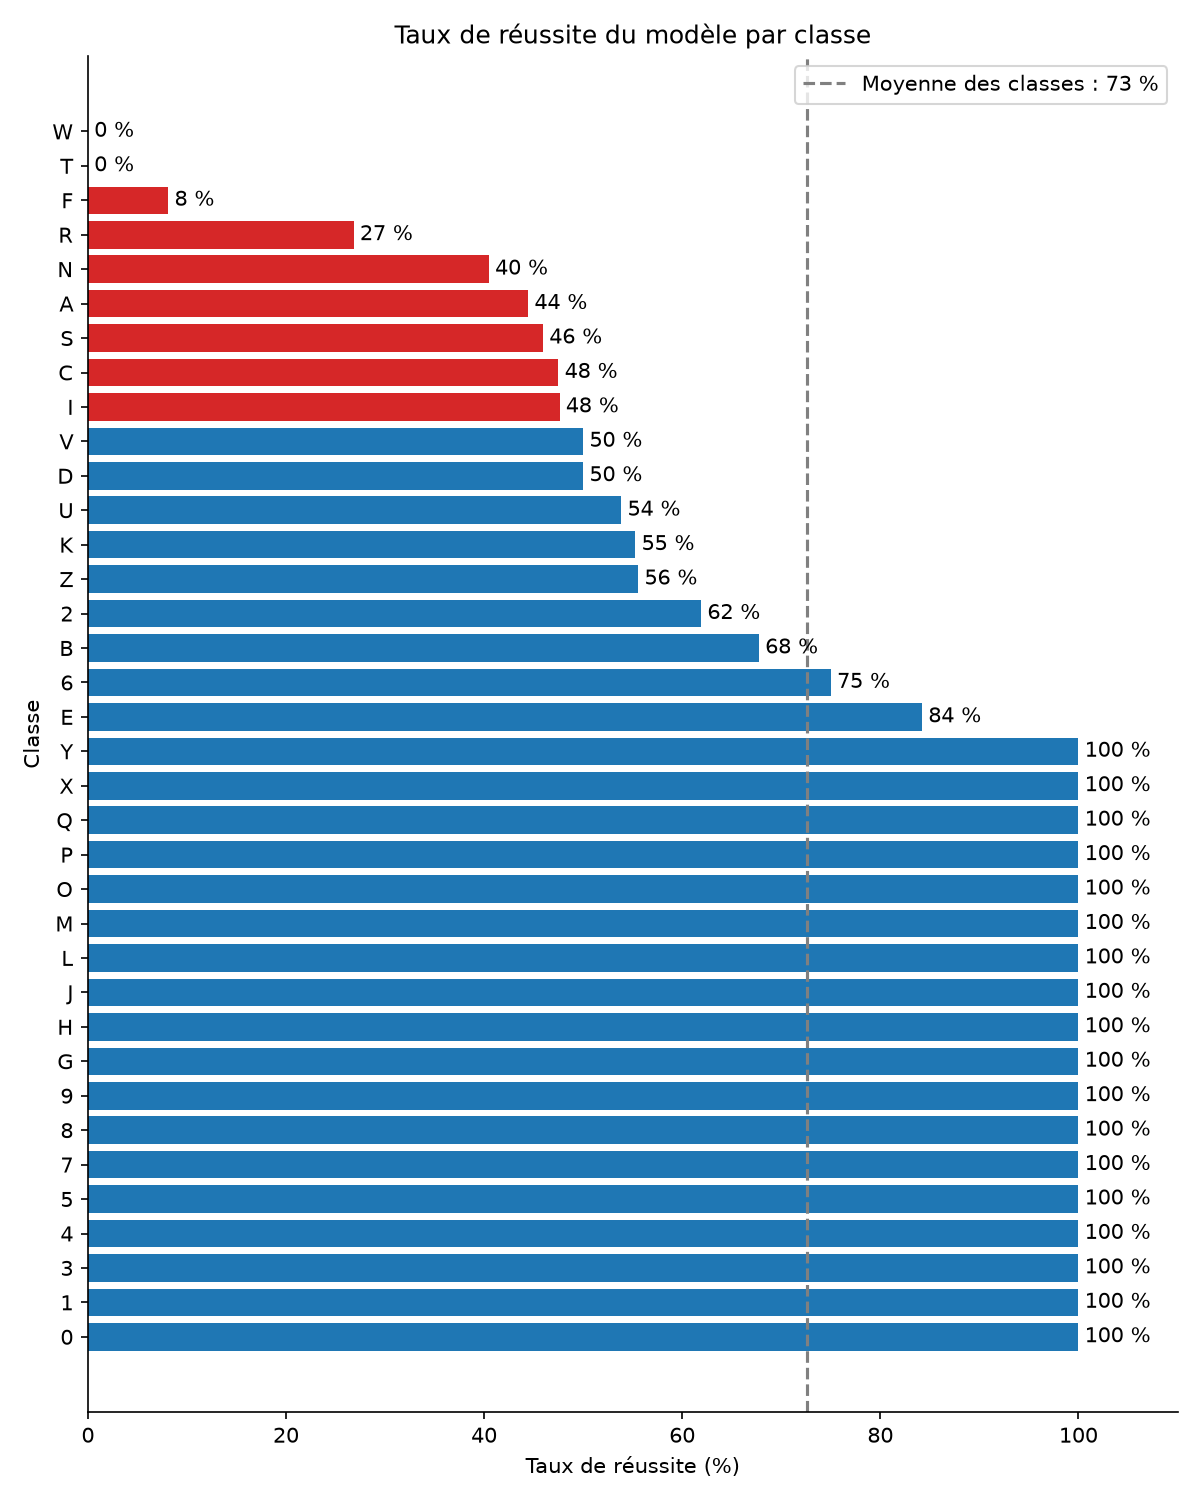 Taux de réussite du modèle par classe
Moyenne des classes : 73 %
W 0 %
T 0 %
F 8 %
R 27 %
N 40 %
A 44 %
S 46 %
C 48 %
I 48 %
V 50 %
D 50 %
U 54 %
K 55 %
Z 56 %
2 62 %
B 68 %
6 75 %
E 84 %
Y 100 %
X 100 %
Q 100 %
P 100 %
O 100 %
M 100 %
L 100 %
J 100 %
H 100 %
G 100 %
9 100 %
8 100 %
7 100 %
5 100 %
4 100 %
3 100 %
1 100 %
0 100 %
Classe
0 20 40 60 80 100
Taux de réussite (%)